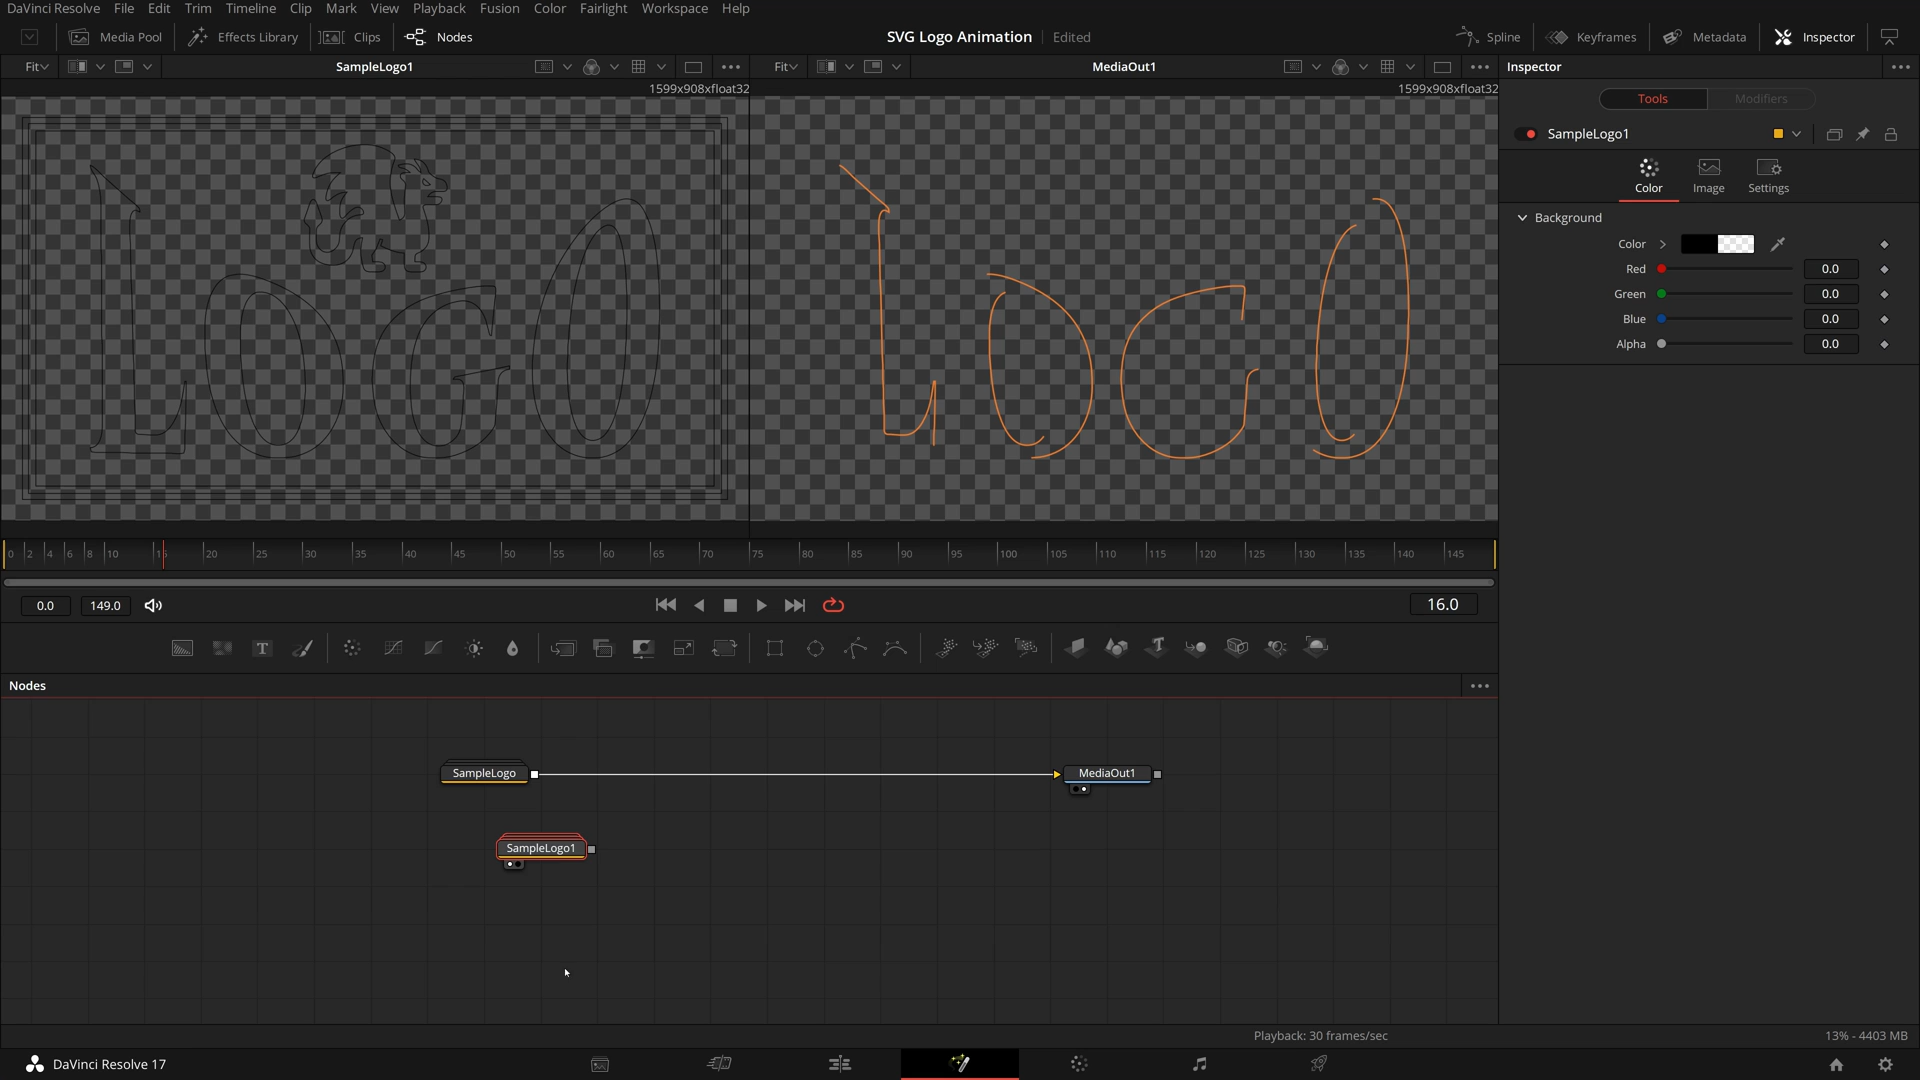 DaVinci Resolve File Edit Trim Timeline Clip Mark View Playback Fusion Color Fairlight Workspace Help
Media Pool Effects Library Clips Nodes SVG Logo Animation Edited Spline Keyframes Metadata Inspector
Fit SampleLogo1 Fit MediaOut1 Inspector
1599x908xfloat32 1599x908xfloat32
Tools Modifiers
SampleLogo1
Color Image Settings
Background
Color
Red 0.0
Green 0.0
Blue 0.0
Alpha 0.0
LOGO LOGO
0 2 4 6 8 10 20 25 30 35 40 45 50 55 60 65 70 75 80 85 90 95 100 105 110 115 120 125 130 135 140 145
0.0 149.0 16.0
T T
Nodes
SampleLogo MediaOut1
SampleLogo1
Playback: 30 frames/sec 13% - 4403 MB
DaVinci Resolve 17